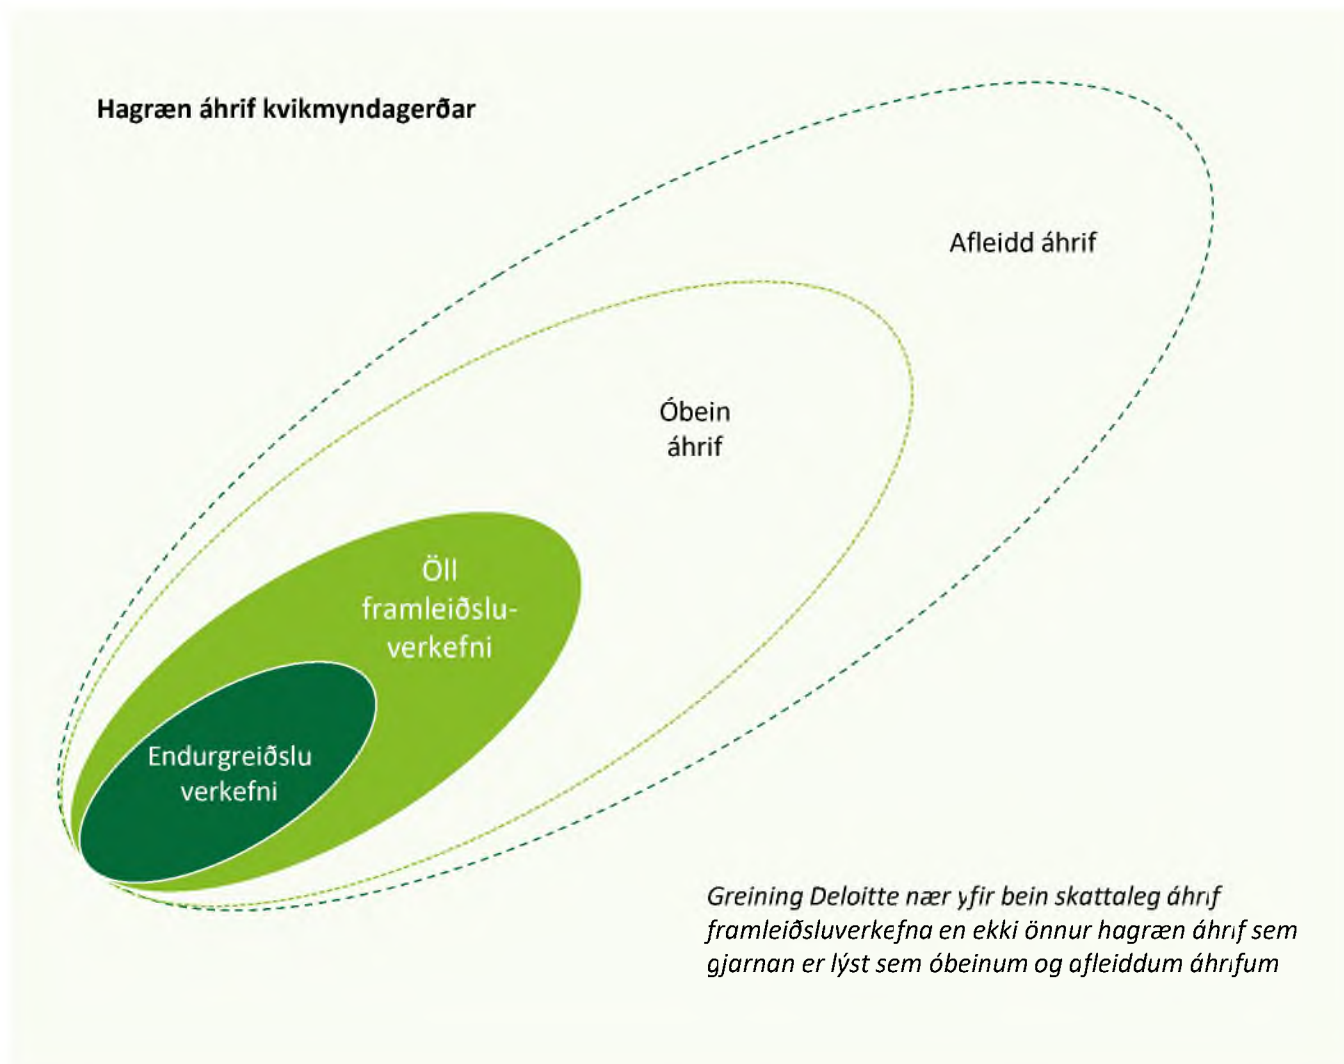 Hagræn áhrif kvikmyndagerðar
Afleidd áhrif
Óbein
áhrif
Öll
framleiðslu-
verkefni
Endurgreiðslu
verkefni
Greining Deloitte nær yfir bein skattaleg áhrif
framleiðsluverkefna en ekki önnur hagræn áhrif sem
gjarnan er lýst sem óbeinum og afleiddum áhrifum